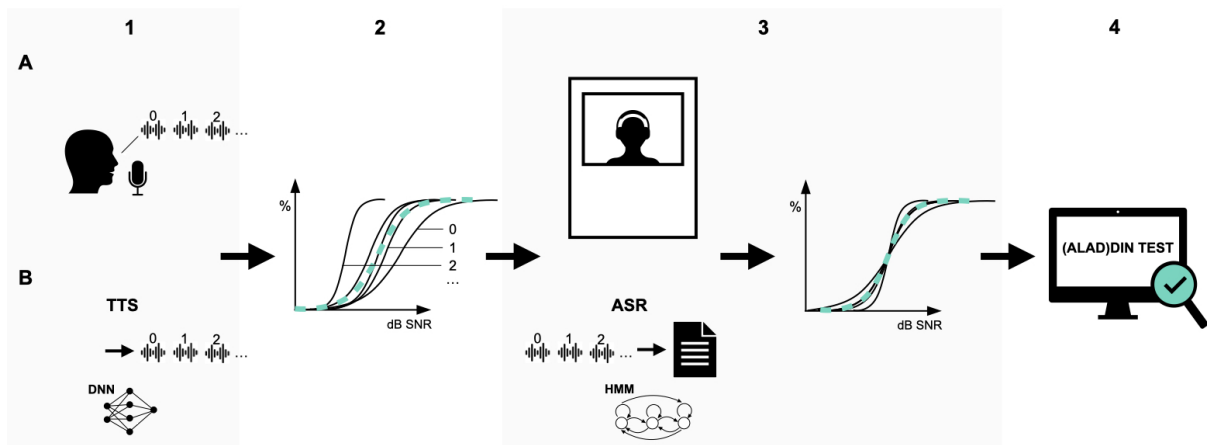 1
2
3
4
A
0 1 2 ...
%
0
1
2
...
dB SNR
%
dB SNR
(ALAD)DIN TEST
B
TTS
0 1 2 ...
DNN
ASR
0 1 2 ...
HMM